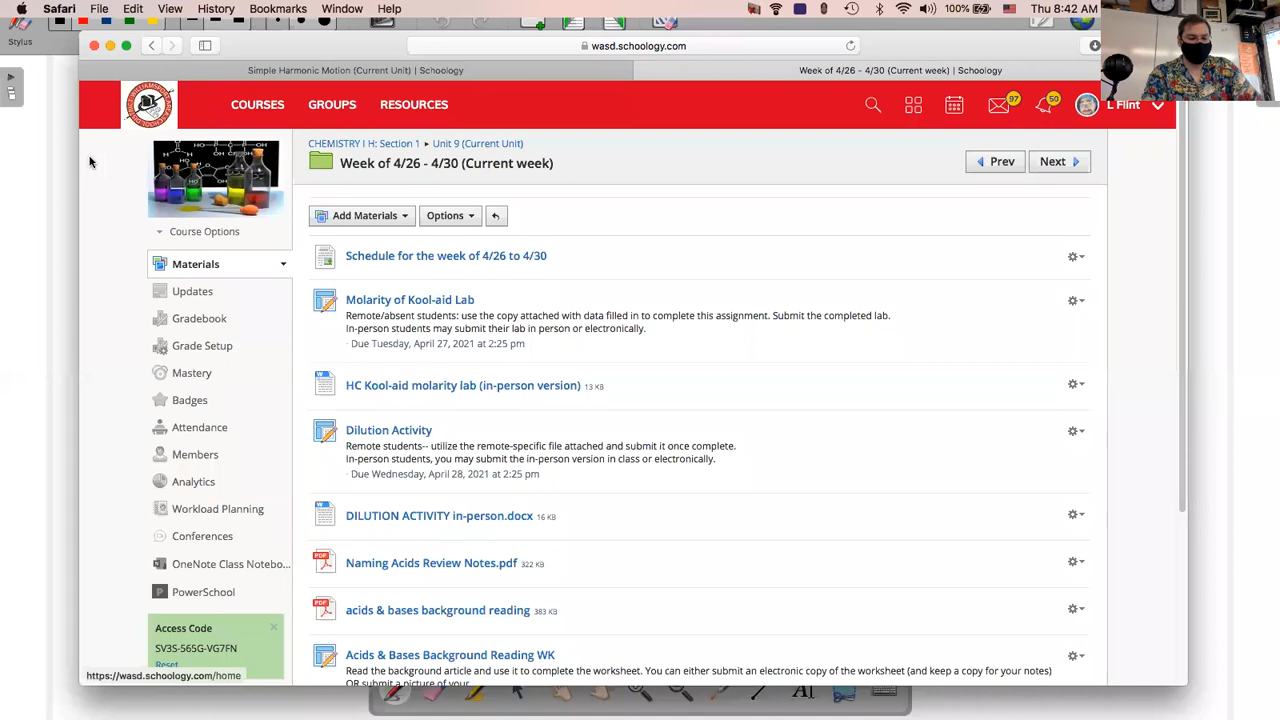 Safari File Edit View History Bookmarks Window Help
100% Thu 8:42 AM
Stylus
wasd.schoology.com
Simple Harmonic Motion (Current Unit) | Schoology
Week of 4/26 - 4/30 (Current week) | Schoology
COURSES GROUPS RESOURCES
97 50 L Flint
CHEMISTRY I H: Section 1 ▸ Unit 9 (Current Unit)
Week of 4/26 - 4/30 (Current week)
Prev Next
Add Materials Options
Course Options
Materials
Updates
Gradebook
Grade Setup
Mastery
Badges
Attendance
Members
Analytics
Workload Planning
Conferences
OneNote Class Notebo...
PowerSchool
Access Code
SV3S-565G-VG7FN
Reset
Schedule for the week of 4/26 to 4/30
Molarity of Kool-aid Lab
Remote/absent students: use the copy attached with data filled in to complete this assignment. Submit the completed lab.
In-person students may submit their lab in person or electronically.
· Due Tuesday, April 27, 2021 at 2:25 pm
HC Kool-aid molarity lab (in-person version) 13 KB
Dilution Activity
Remote students-- utilize the remote-specific file attached and submit it once complete.
In-person students, you may submit the in-person version in class or electronically.
· Due Wednesday, April 28, 2021 at 2:25 pm
DILUTION ACTIVITY in-person.docx 16 KB
Naming Acids Review Notes.pdf 322 KB
acids & bases background reading 383 KB
Acids & Bases Background Reading WK
Read the background article and use it to complete the worksheet. You can either submit an electronic copy of the worksheet (and keep a copy for your notes)
OR submit a picture of your
https://wasd.schoology.com/home